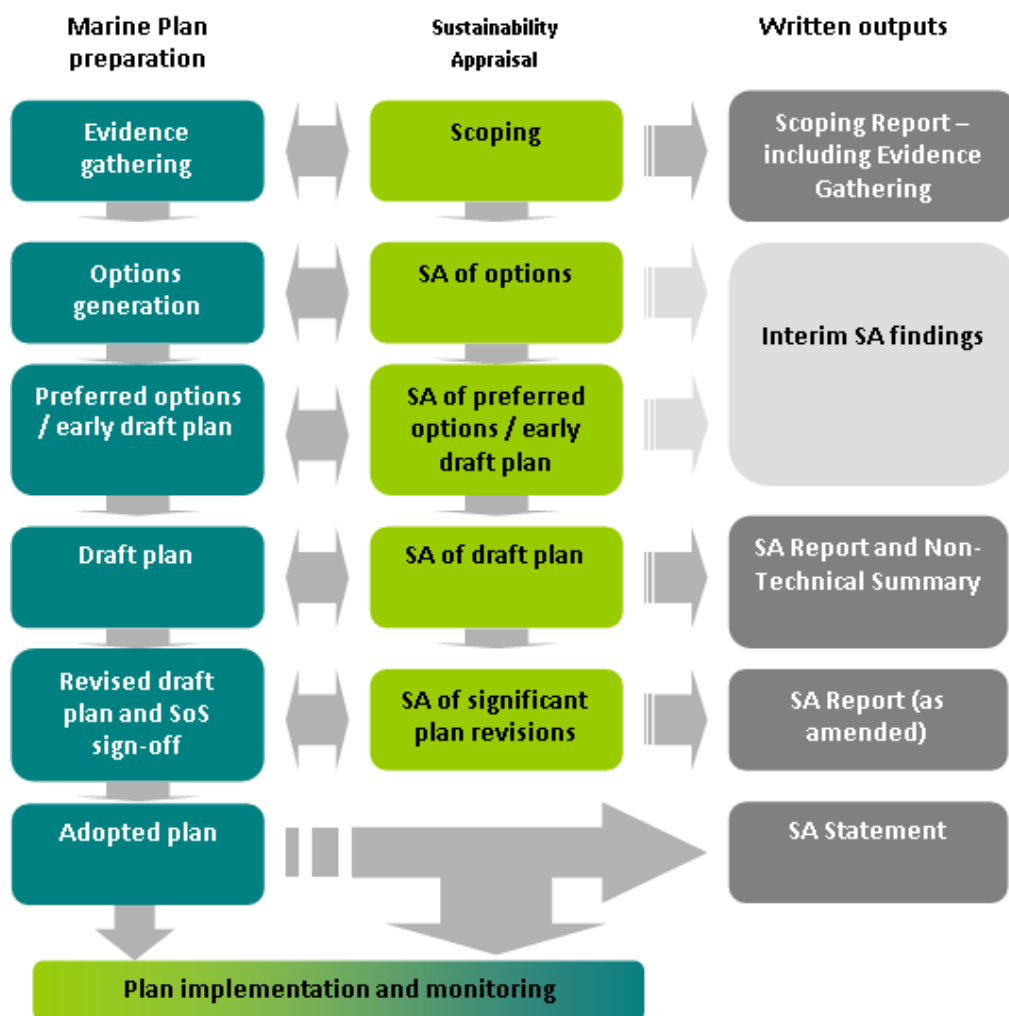 Marine Plan
preparation
Sustainability
Appraisal
Written outputs
Evidence
gathering
Scoping
Scoping Report –
including Evidence
Gathering
Options
generation
SA of options
Interim SA findings
Preferred options
/ early draft plan
SA of preferred
options / early
draft plan
Draft plan
SA of draft plan
SA Report and Non-
Technical Summary
Revised draft
plan and SoS
sign-off
SA of significant
plan revisions
SA Report (as
amended)
Adopted plan
SA Statement
Plan implementation and monitoring